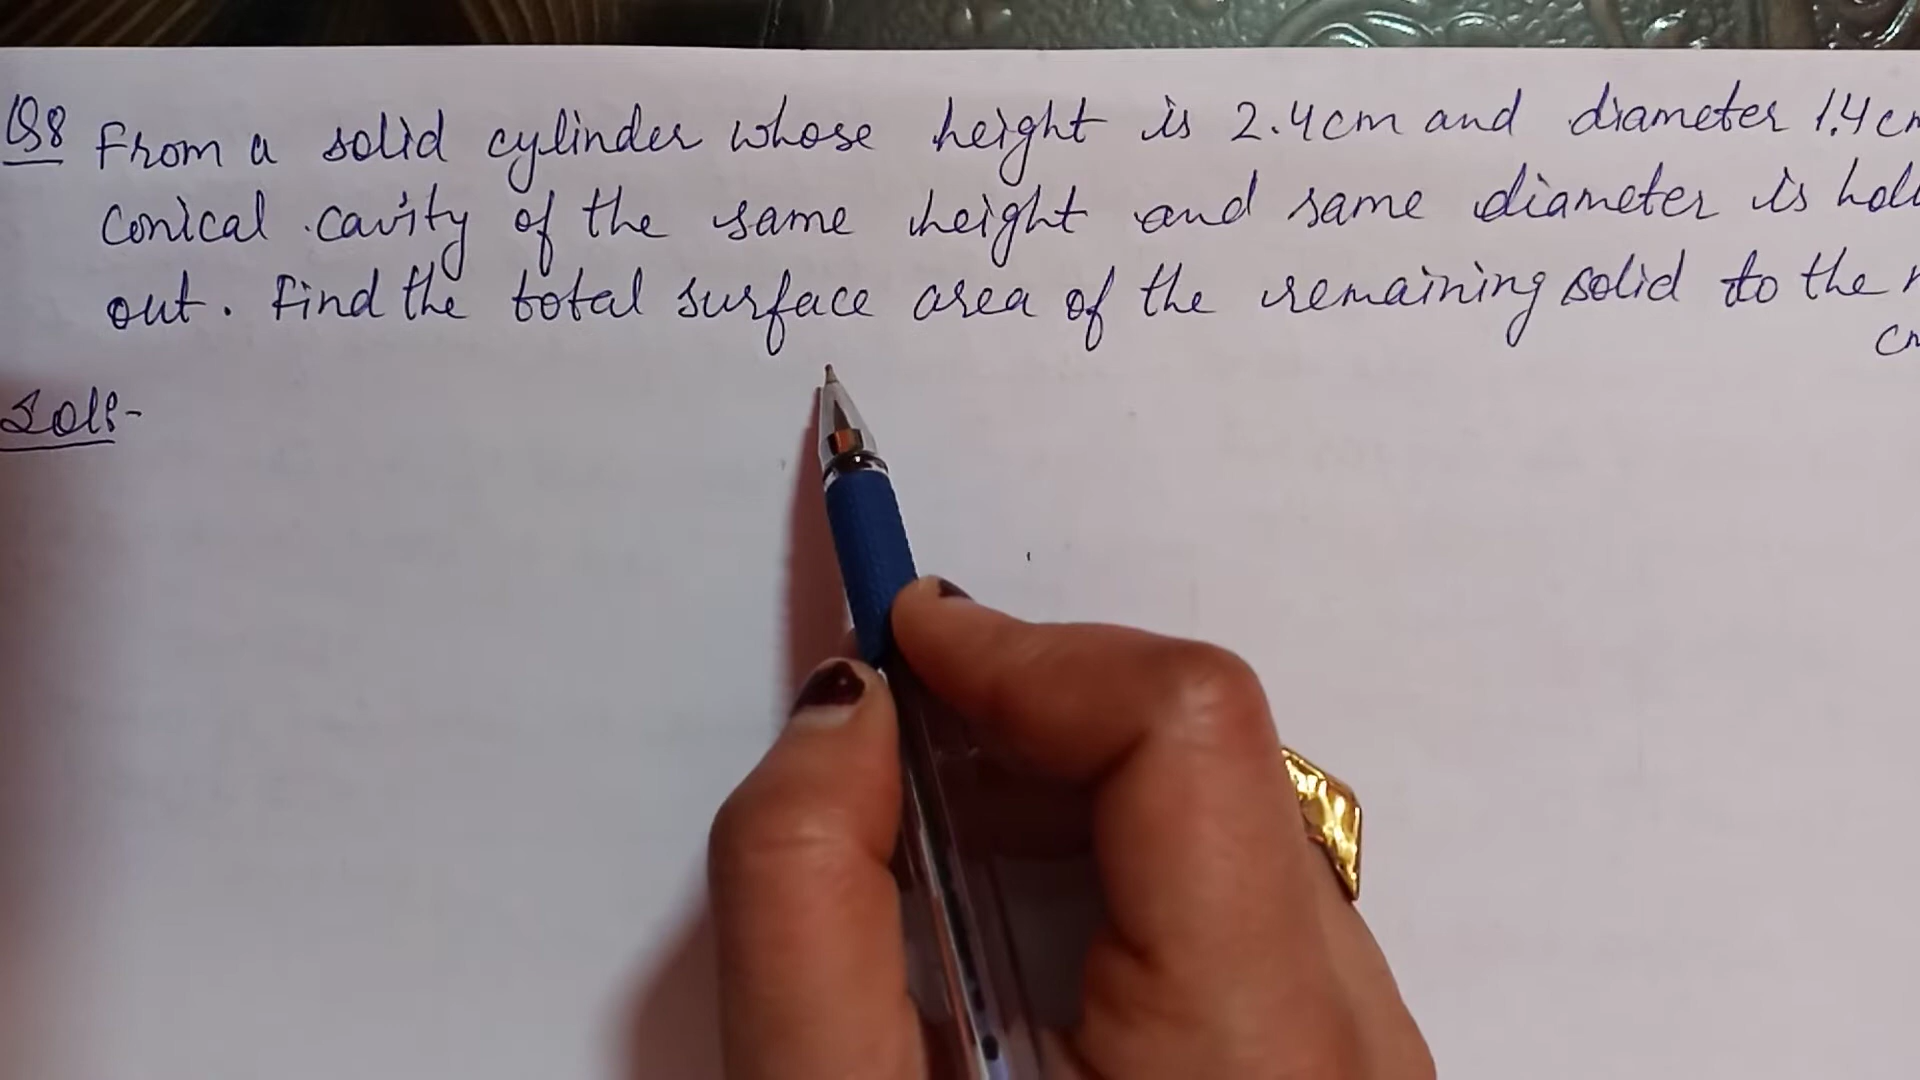 Q8 From a solid cylinder whose height is 2.4cm and diameter 1.4cm
Conical cavity of the same height and same diameter is
out. Find the total surface area of the remaining solid to the
Sol:-